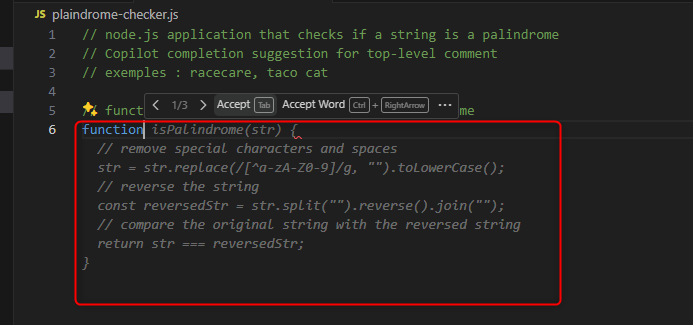 JS plaindrome-checker.js
1 // node.js application that checks if a string is a palindrome
2 // Copilot completion suggestion for top-level comment
3 // exemples : racecare, taco cat
4
< 1/3 > Accept Tab Accept Word Ctrl + RightArrow ...
5 // funct me
6 function isPalindrome(str) {
// remove special characters and spaces
str = str.replace(/[^a-zA-Z0-9]/g, "").toLowerCase();
// reverse the string
const reversedStr = str.split("").reverse().join("");
// compare the original string with the reversed string
return str === reversedStr;
}